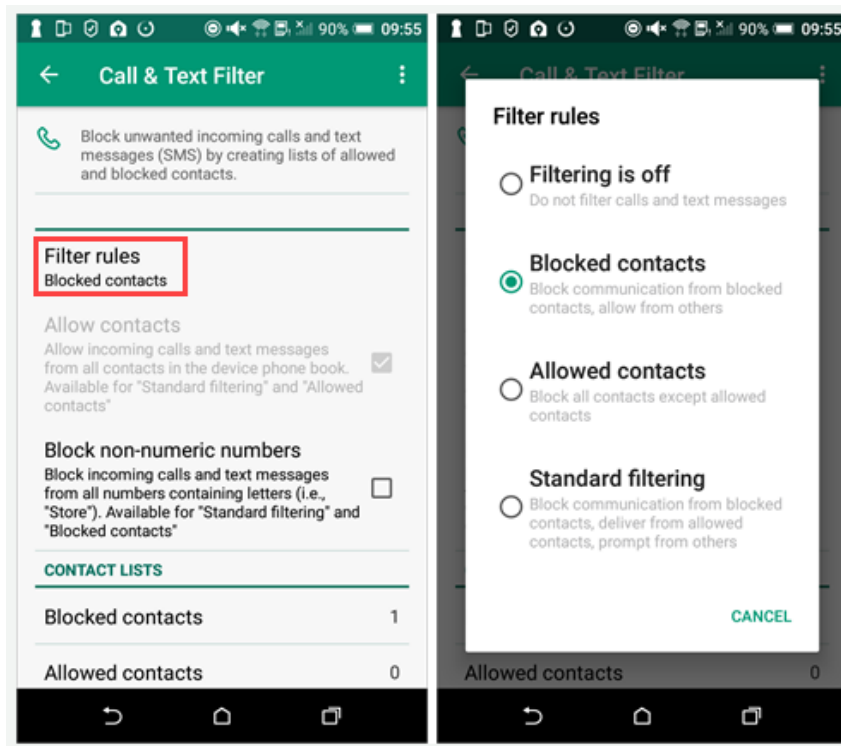 90% 09:55
Call & Text Filter
Block unwanted incoming calls and text
messages (SMS) by creating lists of allowed
and blocked contacts.
Filter rules
Blocked contacts
Allow contacts
Allow incoming calls and text messages
from all contacts in the device phone book.
Available for "Standard filtering" and "Allowed
contacts"
Block non-numeric numbers
Block incoming calls and text messages
from all numbers containing letters (i.e.,
"Store"). Available for "Standard filtering" and
"Blocked contacts"
CONTACT LISTS
Blocked contacts 1
Allowed contacts 0
90% 09:55
Call & Text Filter
Filter rules
Filtering is off
Do not filter calls and text messages
Blocked contacts
Block communication from blocked
contacts, allow from others
Allowed contacts
Block all contacts except allowed
contacts
Standard filtering
Block communication from blocked
contacts, deliver from allowed
contacts, prompt from others
CANCEL
Allowed contacts 0